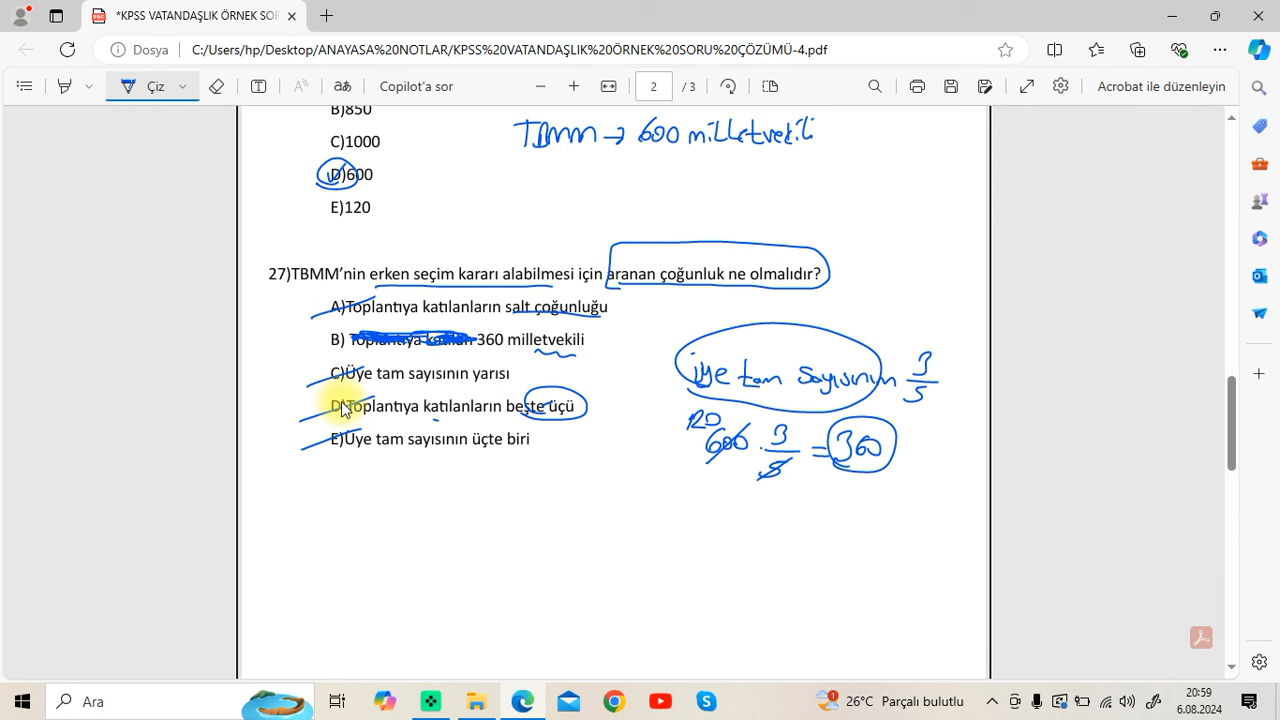 *KPSS VATANDAŞLIK ÖRNEK SOR
Dosya
C:/Users/hp/Desktop/ANAYASA%20NOTLAR/KPSS%20VATANDAŞLIK%20ÖRNEK%20SORU%20ÇÖZÜMÜ-4.pdf
Çiz
Copilot'a sor
2 / 3
Acrobat ile düzenleyin
B)850
C)1000
D)600
E)120
TBMM → 600 milletvekili
27)TBMM'nin erken seçim kararı alabilmesi için aranan çoğunluk ne olmalıdır?
A)Toplantıya katılanların salt çoğunluğu
B) Toplantıya katılan 360 milletvekili
C)Üye tam sayısının yarısı
D)Toplantıya katılanların beşte üçü
E)Üye tam sayısının üçte biri
üye tam sayısının 3/5
120
600 . 3/5 = 360
Ara
1
26°C Parçalı bulutlu
20:59
6.08.2024